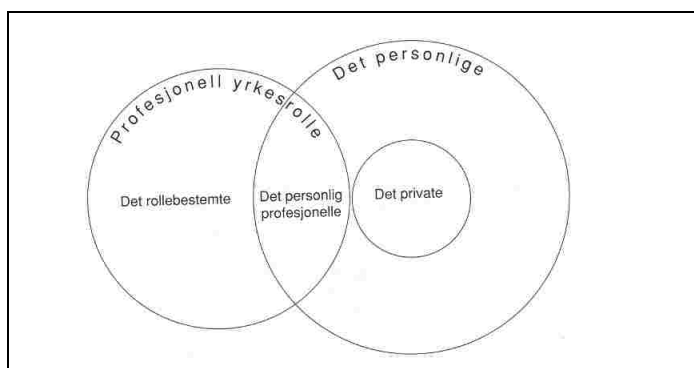 Profesjonell yrkesrolle
Det personlige
Det rollebestemte
Det personlig
profesjonelle
Det private